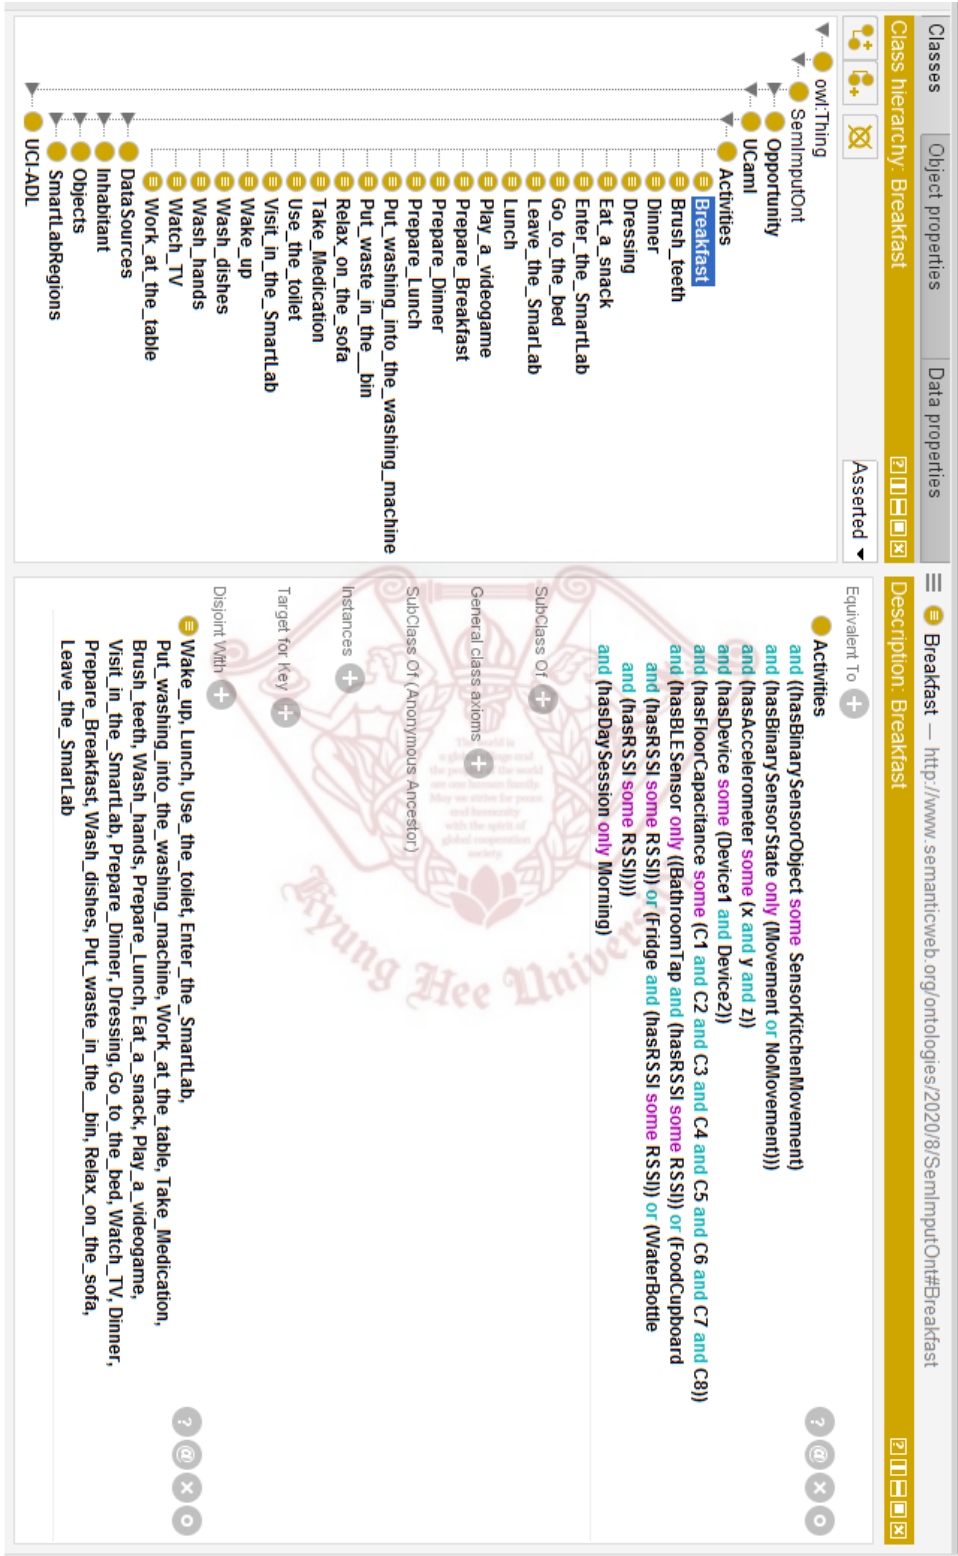 Classes
Object properties
Data properties
Class hierarchy: Breakfast
Asserted
owl:Thing
SemImputOnt
Opportunity
UCamI
Activities
Breakfast
Brush_teeth
Dinner
Dressing
Eat_a_snack
Enter_the_SmartLab
Go_to_the_bed
Leave_the_SmarLab
Lunch
Play_a_videogame
Prepare_Breakfast
Prepare_Dinner
Prepare_Lunch
Put_washing_into_the_washing_machine
Put_waste_in_the__bin
Relax_on_the_sofa
Take_Medication
Use_the_toilet
Visit_in_the_SmartLab
Wake_up
Wash_dishes
Wash_hands
Watch_TV
Work_at_the_table
DataSources
Inhabitant
Objects
SmartLabRegions
UCI-ADL
Breakfast — http://www.semanticweb.org/ontologies/2020/8/SemImputOnt#Breakfast
Description: Breakfast
Equivalent To
Activities
and ((hasBinarySensorObject some SensorKitchenMovement)
and (hasBinarySensorState only (Movement or NoMovement)))
and (hasAccelerometer some (x and y and z))
and (hasDevice some (Device1 and Device2))
and (hasFloorCapacitance some (C1 and C2 and C3 and C4 and C5 and C6 and C7 and C8))
and (hasBLESensor only ((BathroomTap and (hasRSSI some RSSI)) or (FoodCupboard
and (hasRSSI some RSSI)) or (Fridge and (hasRSSI some RSSI)) or (WaterBottle
and (hasRSSI some RSSI))))
and (hasDaySession only Morning)
SubClass Of
General class axioms
SubClass Of (Anonymous Ancestor)
Instances
Target for Key
Disjoint With
Wake_up, Lunch, Use_the_toilet, Enter_the_SmartLab,
Put_washing_into_the_washing_machine, Work_at_the_table, Take_Medication,
Brush_teeth, Wash_hands, Prepare_Lunch, Eat_a_snack, Play_a_videogame,
Visit_in_the_SmartLab, Prepare_Dinner, Dressing, Go_to_the_bed, Watch_TV, Dinner,
Prepare_Breakfast, Wash_dishes, Put_waste_in_the__bin, Relax_on_the_sofa,
Leave_the_SmarLab
Kyung Hee University